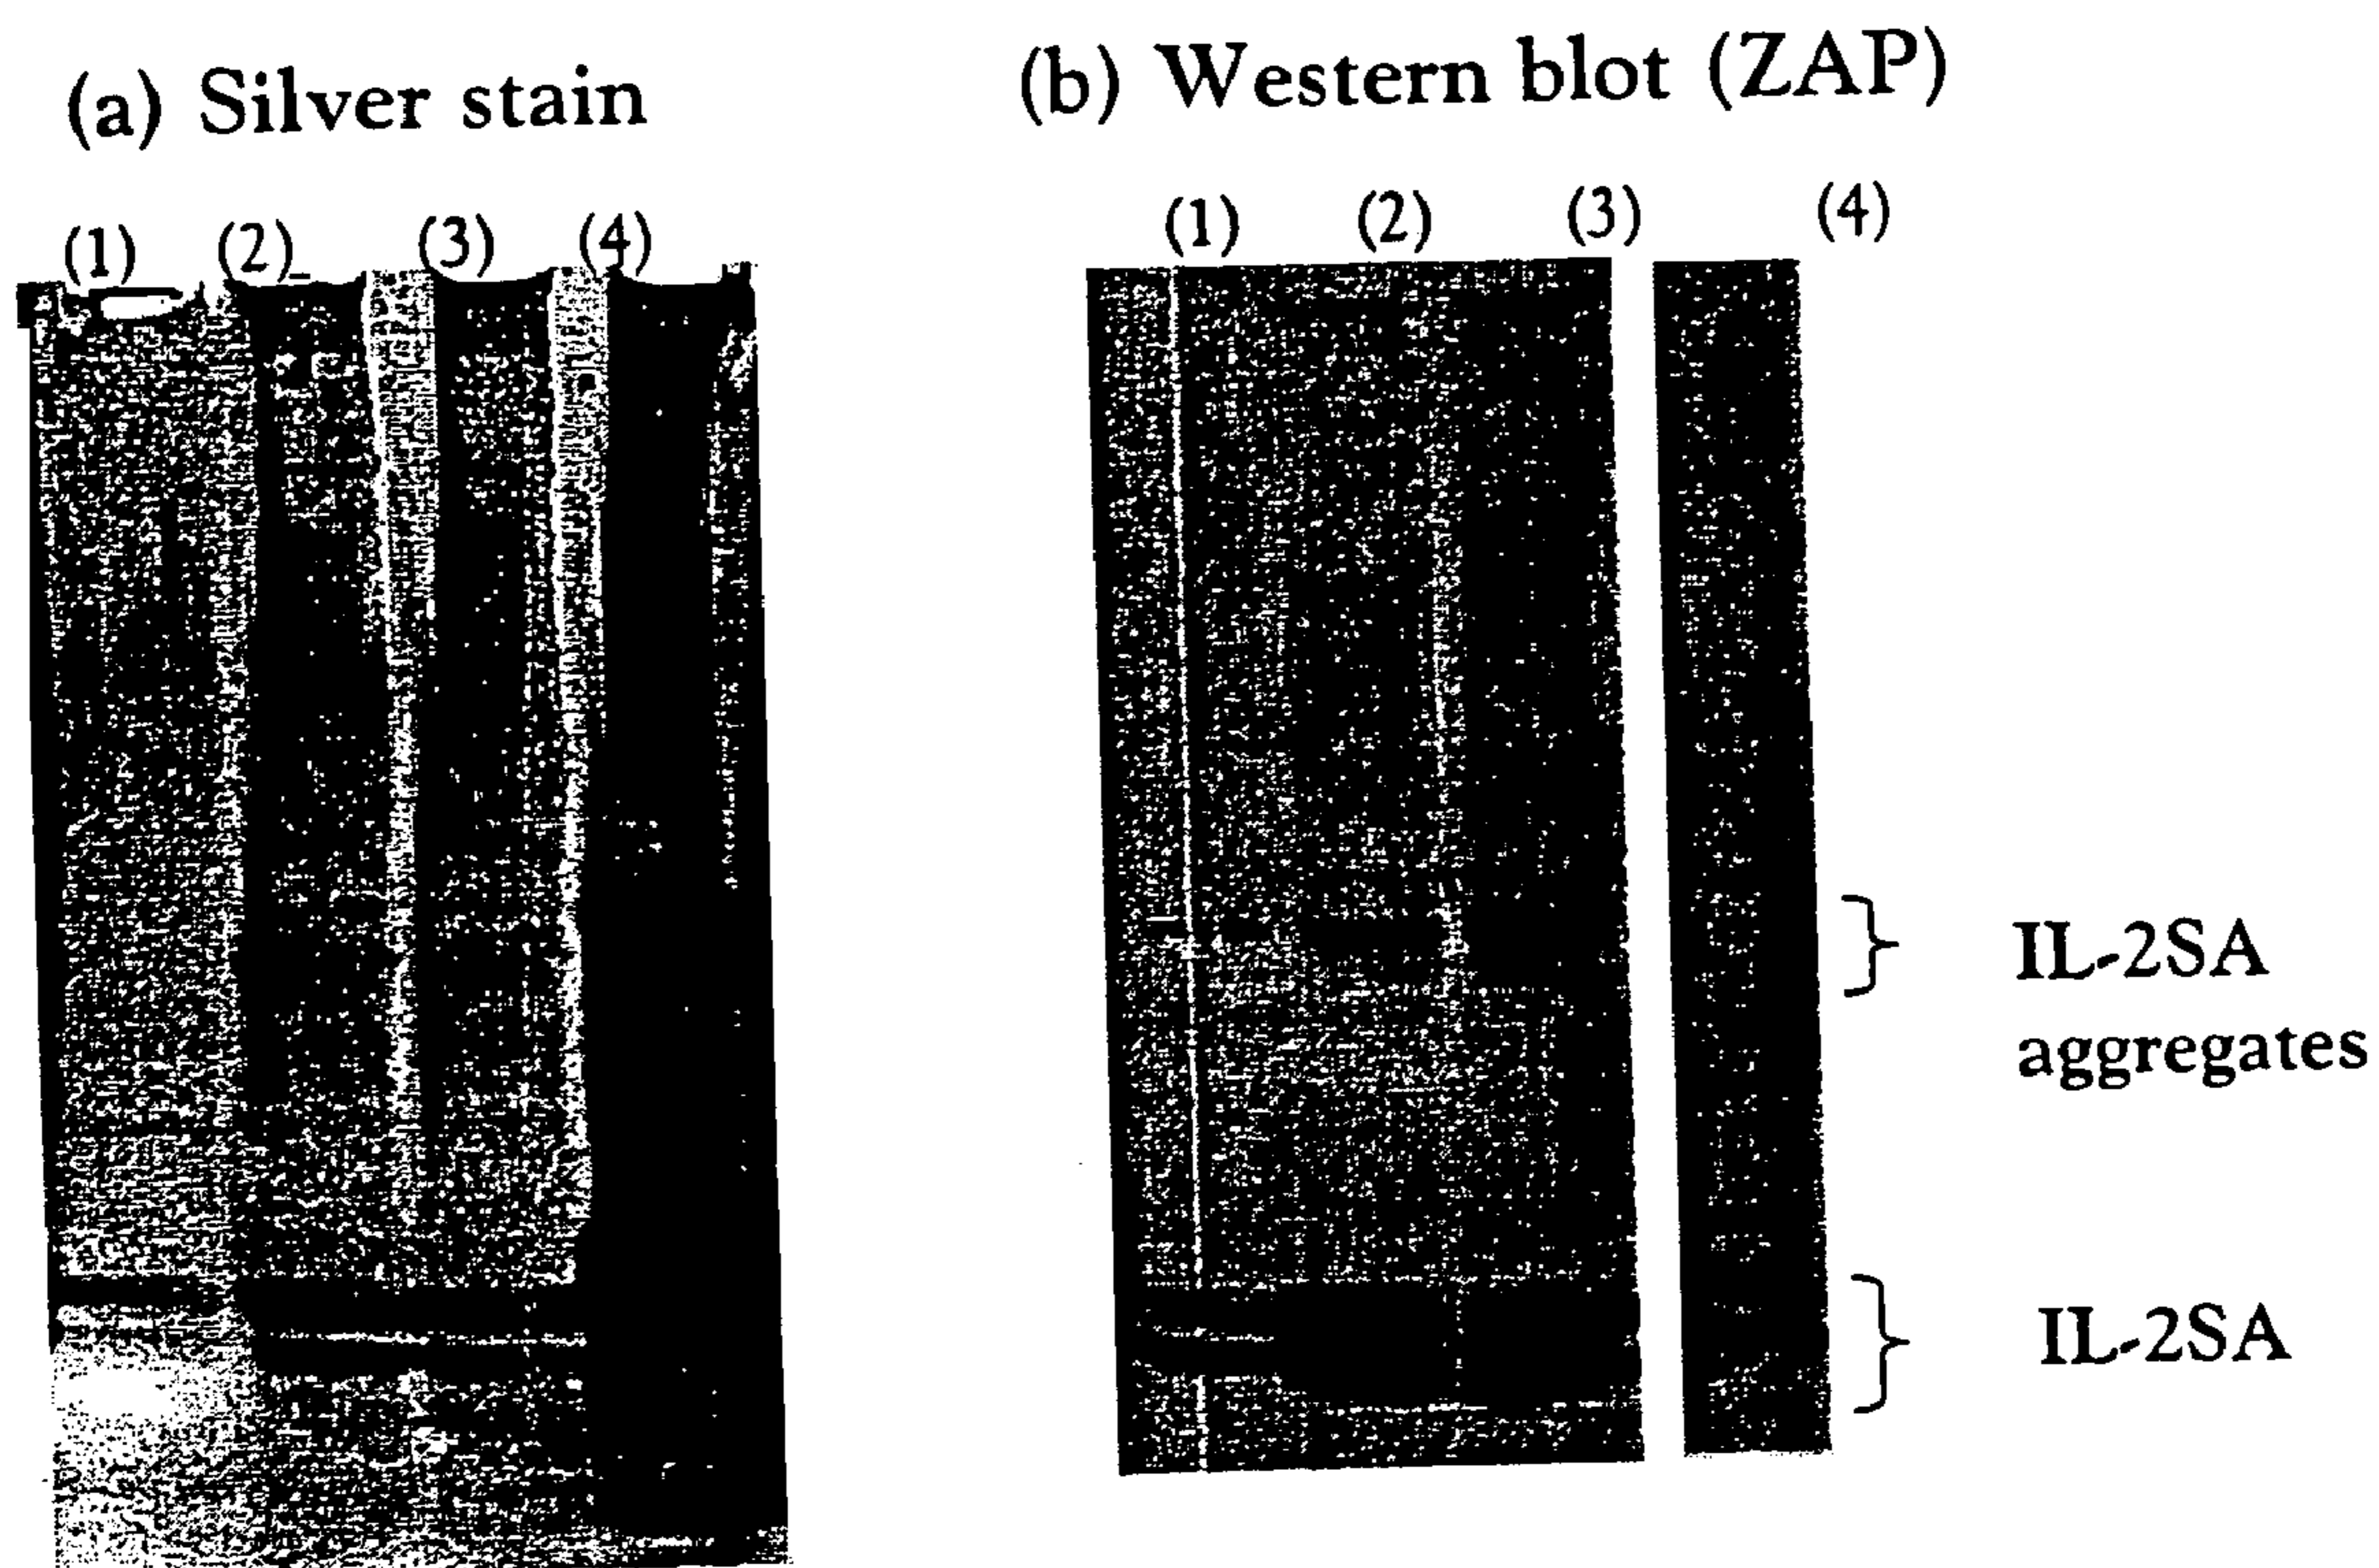 (a) Silver stain
(b) Western blot (ZAP)
(1) (2) (3) (4)
(1) (2) (3) (4)
IL-2SA
aggregates
IL-2SA